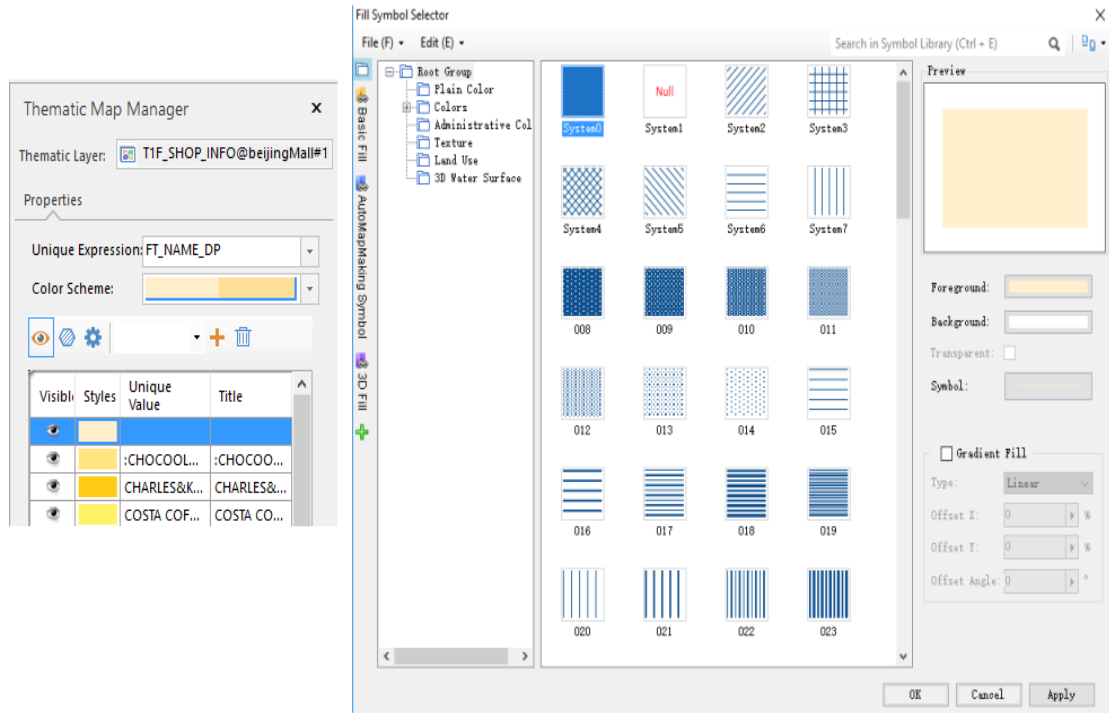 Thematic Map Manager
x
Thematic Layer: T1F_SHOP_INFO@beijingMall#1
Properties
Unique Expression: FT_NAME_DP
Color Scheme:
Visibl Styles Unique Value Title
:CHOCOOL... :CHOCOO...
CHARLES&K... CHARLES&...
COSTA COF... COSTA CO...
Fill Symbol Selector
File (F) Edit (E)
Search in Symbol Library (Ctrl + E)
Basic Fill
AutoMapMaking Symbol
3D Fill
Root Group
Plain Color
Colors
Administrative Col
Texture
Land Use
3D Water Surface
Null
System0 System1 System2 System3
System4 System5 System6 System7
008 009 010 011
012 013 014 015
016 017 018 019
020 021 022 023
Preview
Foreground:
Background:
Transparent:
Symbol:
Gradient Fill
Type: Linear
Offset X: 0 %
Offset Y: 0 %
Offset Angle: 0 °
OK Cancel Apply